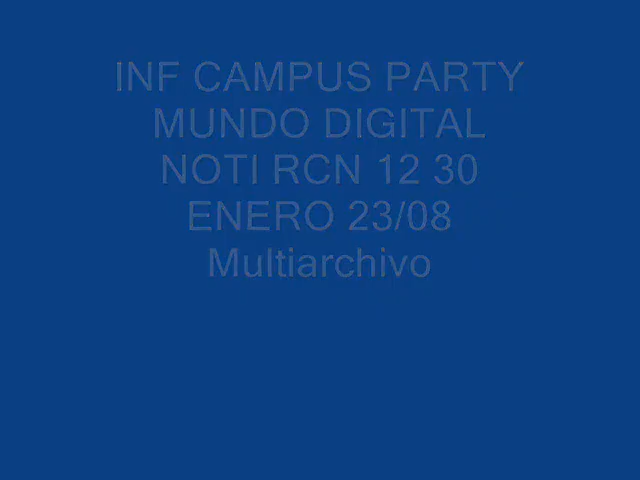 INF CAMPUS PARTY
MUNDO DIGITAL
NOTI RCN 12 30
ENERO 23/08
Multiarchivo